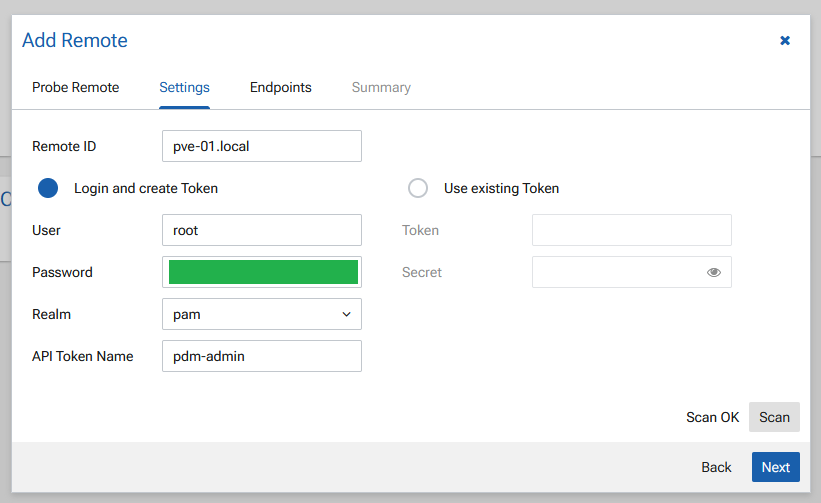 Add Remote
Probe Remote Settings Endpoints Summary
Remote ID pve-01.local
Login and create Token Use existing Token
User root Token
Password Secret
Realm pam
API Token Name pdm-admin
Scan OK Scan
Back Next